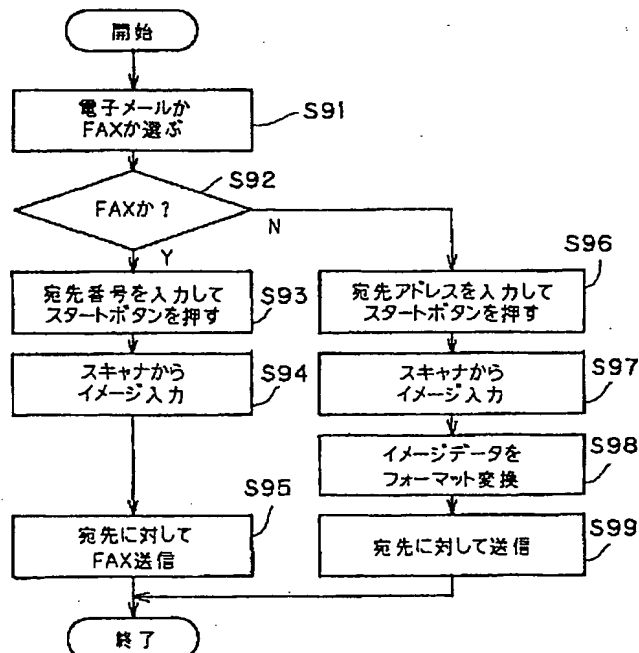 開始
電子メールか
FAXか選ぶ
S91
FAXか?
S92
N
Y
宛先番号を入力して
スタートボタンを押す
S93
スキャナから
イメージ入力
S94
宛先に対して
FAX送信
S95
宛先アドレスを入力して
スタートボタンを押す
S96
スキャナから
イメージ入力
S97
イメージデータを
フォーマット変換
S98
宛先に対して送信
S99
終了